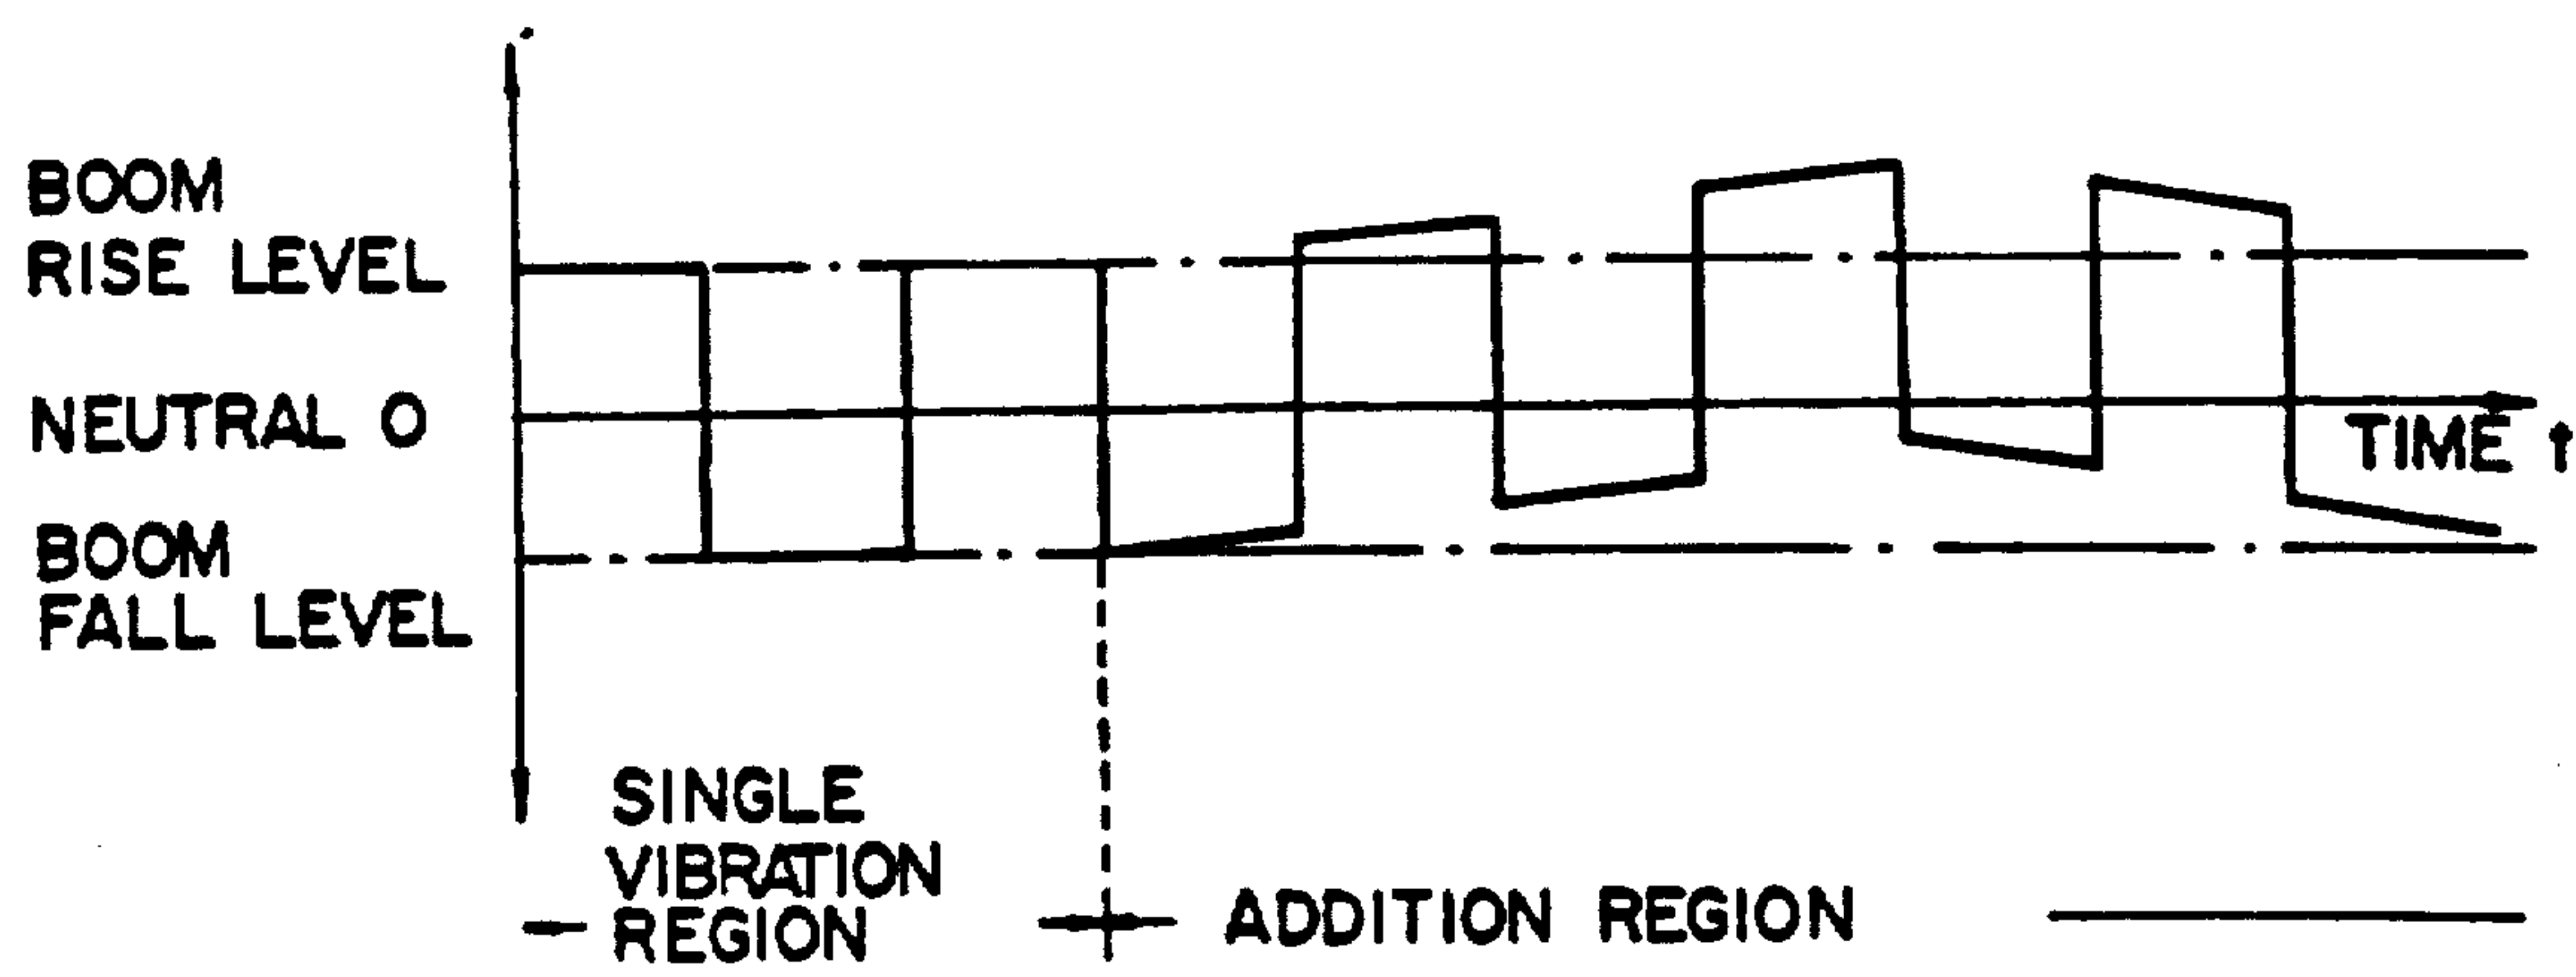 BOOM
RISE LEVEL
NEUTRAL O
TIME t
BOOM
FALL LEVEL
SINGLE
VIBRATION
REGION
ADDITION REGION